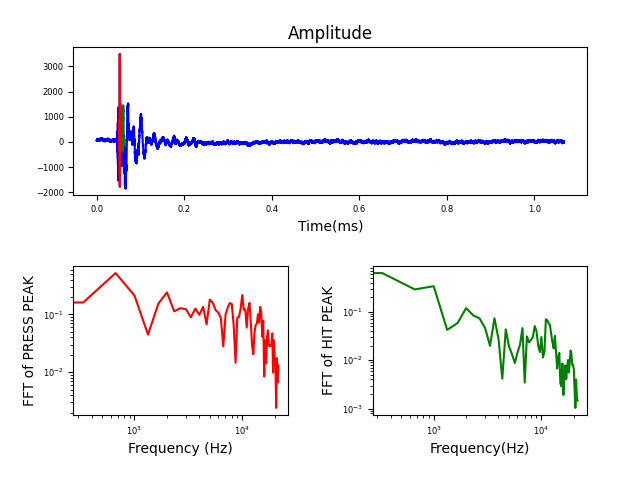 Amplitude
3000
2000
1000
0
−1000
−2000
0.0 0.2 0.4 0.6 0.8 1.0
Time(ms)
FFT of PRESS PEAK
10⁻¹
10⁻²
10³ 10⁴
Frequency (Hz)
FFT of HIT PEAK
10⁻¹
10⁻²
10⁻³
10³ 10⁴
Frequency(Hz)